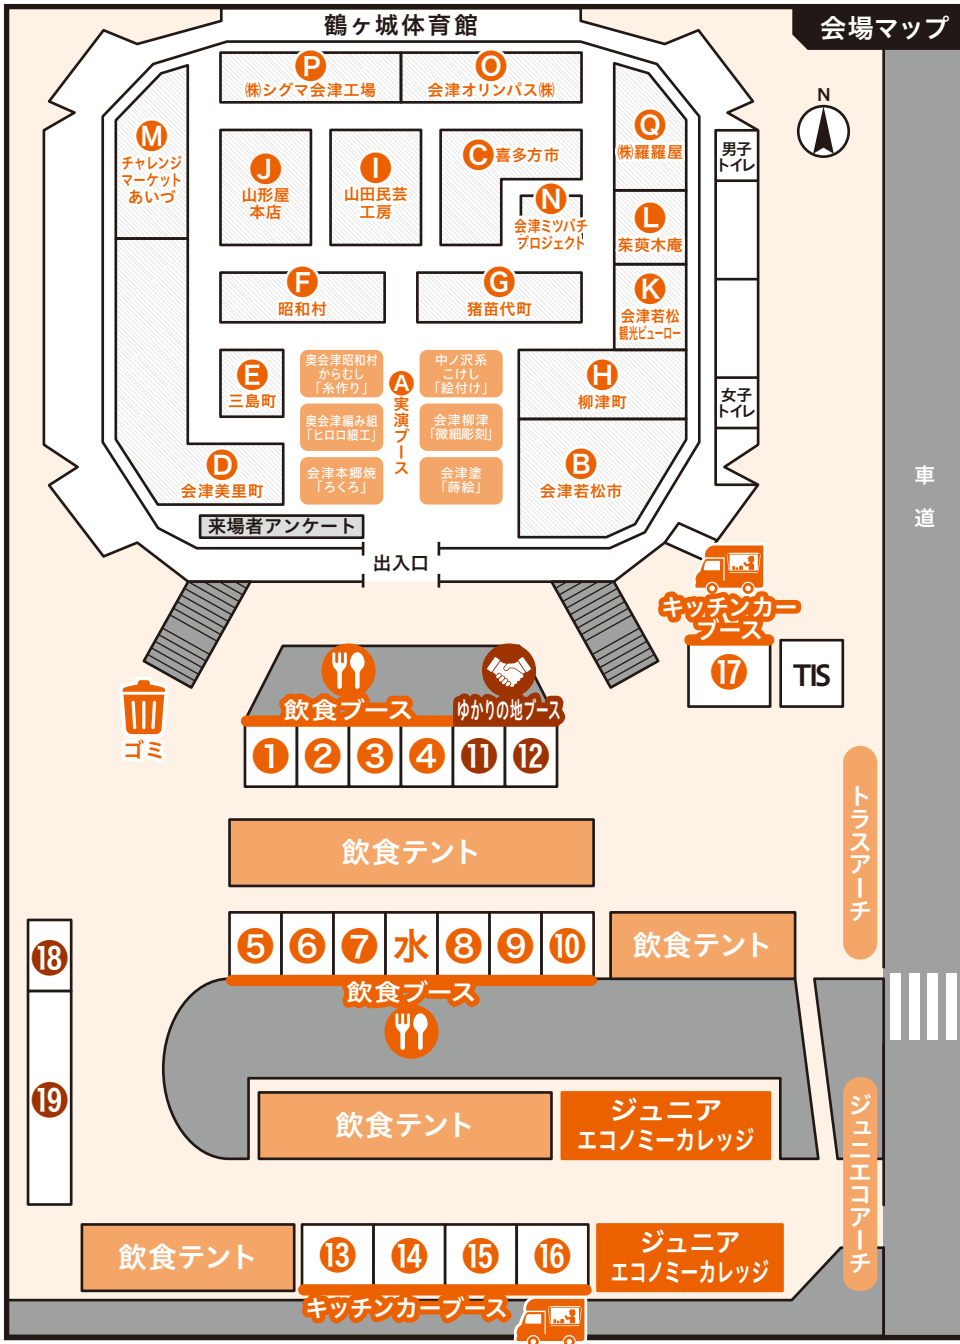 会場マップ
鶴ヶ城体育館
N
P
㈱シグマ会津工場
O
会津オリンパス㈱
M
チャレンジ
マーケット
あいづ
J
山形屋
本店
I
山田民芸
工房
C 喜多方市
N
会津ミツバチ
プロジェクト
Q
㈱羅羅屋
L
茱萸木庵
K
会津若松
観光ビューロー
男子
トイレ
女子
トイレ
F
昭和村
G
猪苗代町
E
三島町
奥会津昭和村
からむし
「糸作り」
奥会津編み組
「ヒロロ細工」
会津本郷焼
「ろくろ」
A
実演ブース
中ノ沢系
こけし
「絵付け」
会津柳津
「微細彫刻」
会津塗
「蒔絵」
H
柳津町
B
会津若松市
D
会津美里町
来場者アンケート
出入口
車道
キッチンカー
ブース
17
TIS
ゴミ
飲食ブース
ゆかりの地ブース
1 2 3 4 11 12
飲食テント
トラスアーチ
5 6 7 水 8 9 10
飲食テント
飲食ブース
18
19
飲食テント
ジュニア
エコノミーカレッジ
ジュニエコアーチ
飲食テント
13 14 15 16
ジュニア
エコノミーカレッジ
キッチンカーブース